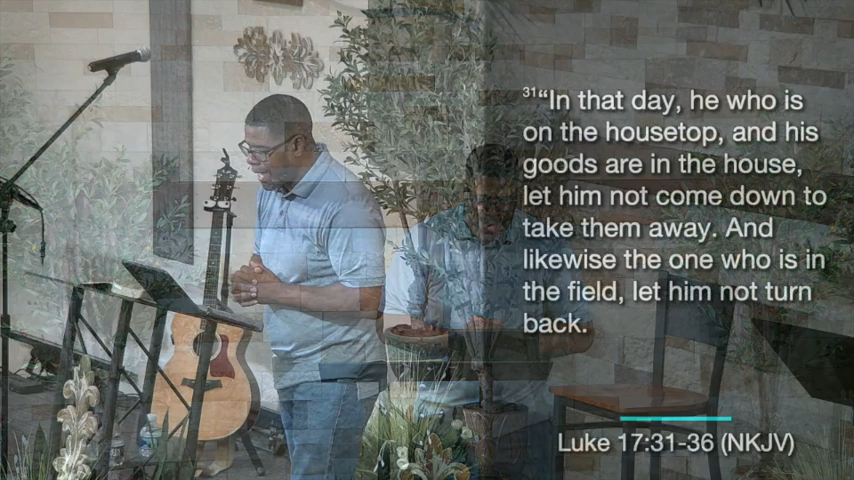 31“In that day, he who is
on the housetop, and his
goods are in the house,
let him not come down to
take them away. And
likewise the one who is in
the field, let him not turn
back.
Luke 17:31-36 (NKJV)